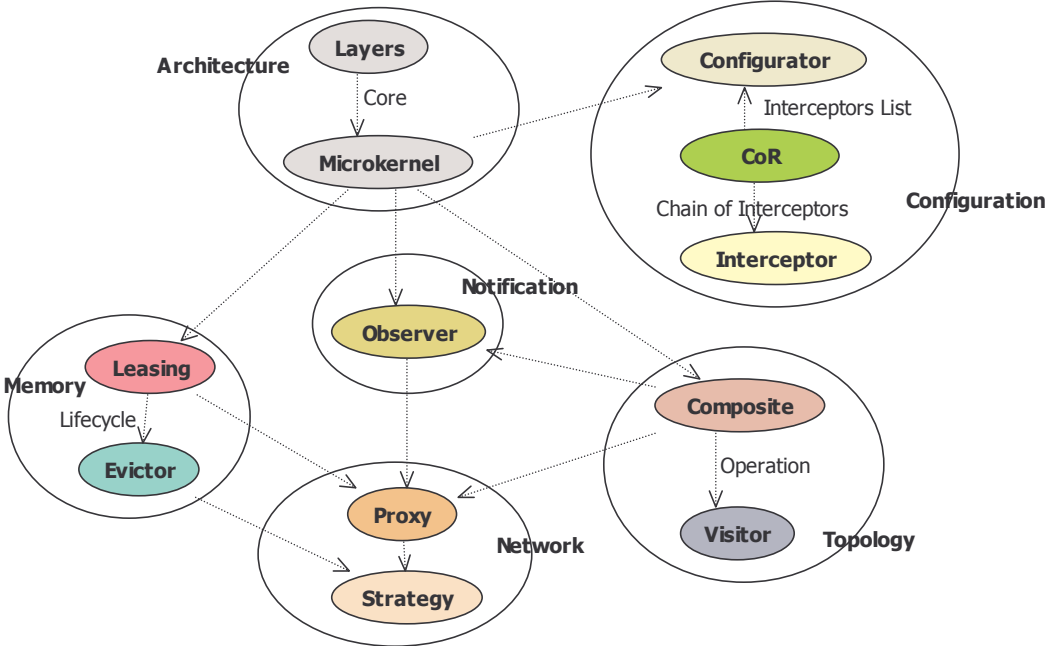 Layers
Architecture
Core
Microkernel
Configurator
Interceptors List
CoR
Chain of Interceptors
Configuration
Interceptor
Notification
Observer
Leasing
Memory
Lifecycle
Evictor
Composite
Operation
Visitor
Topology
Proxy
Network
Strategy